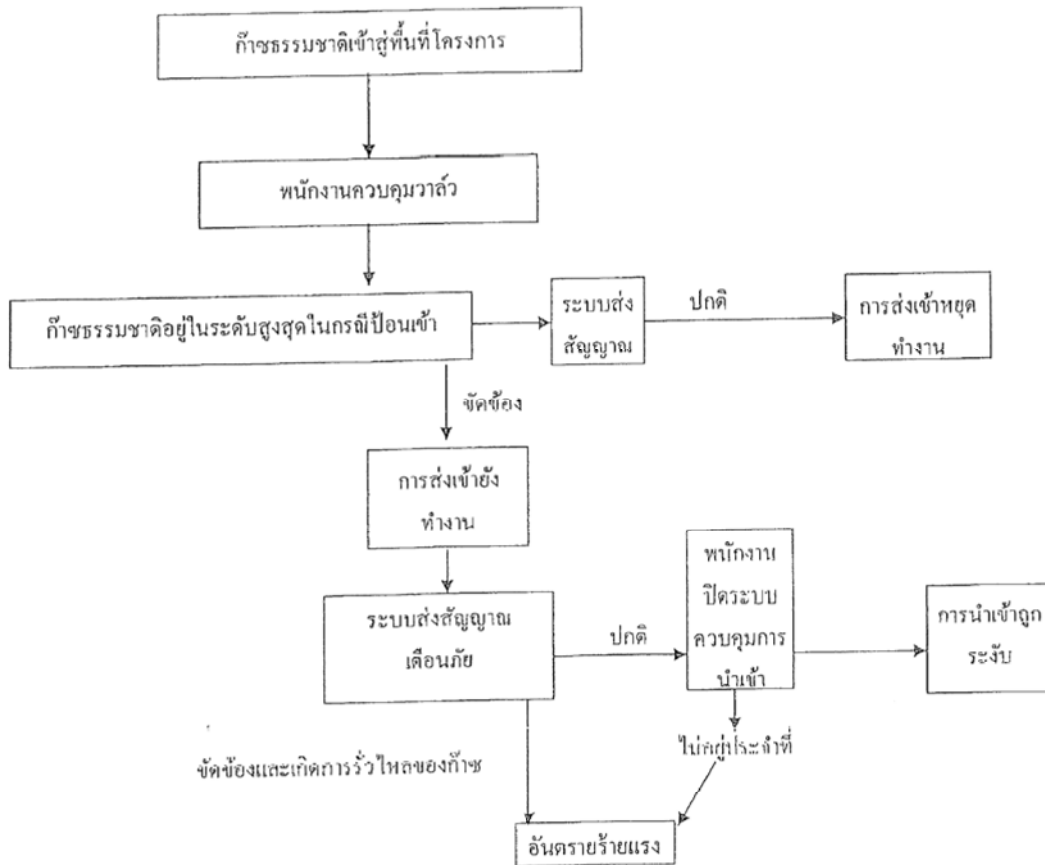 ก๊าซธรรมชาติเข้าสู่พื้นที่โครงการ
พนักงานควบคุมวาล์ว
ก๊าซธรรมชาติอยู่ในระดับสูงสุดในกรณีป้อนเข้า
ระบบส่ง
สัญญาณ
ปกติ
การส่งเข้าหยุด
ทำงาน
ขัดข้อง
การส่งเข้ายัง
ทำงาน
ระบบส่งสัญญาณ
เตือนภัย
ปกติ
พนักงาน
ปิดระบบ
ควบคุมการ
นำเข้า
การนำเข้าถูก
ระงับ
ไม่อยู่ประจำที่
ขัดข้องและเกิดการรั่วไหลของก๊าซ
อันตรายร้ายแรง